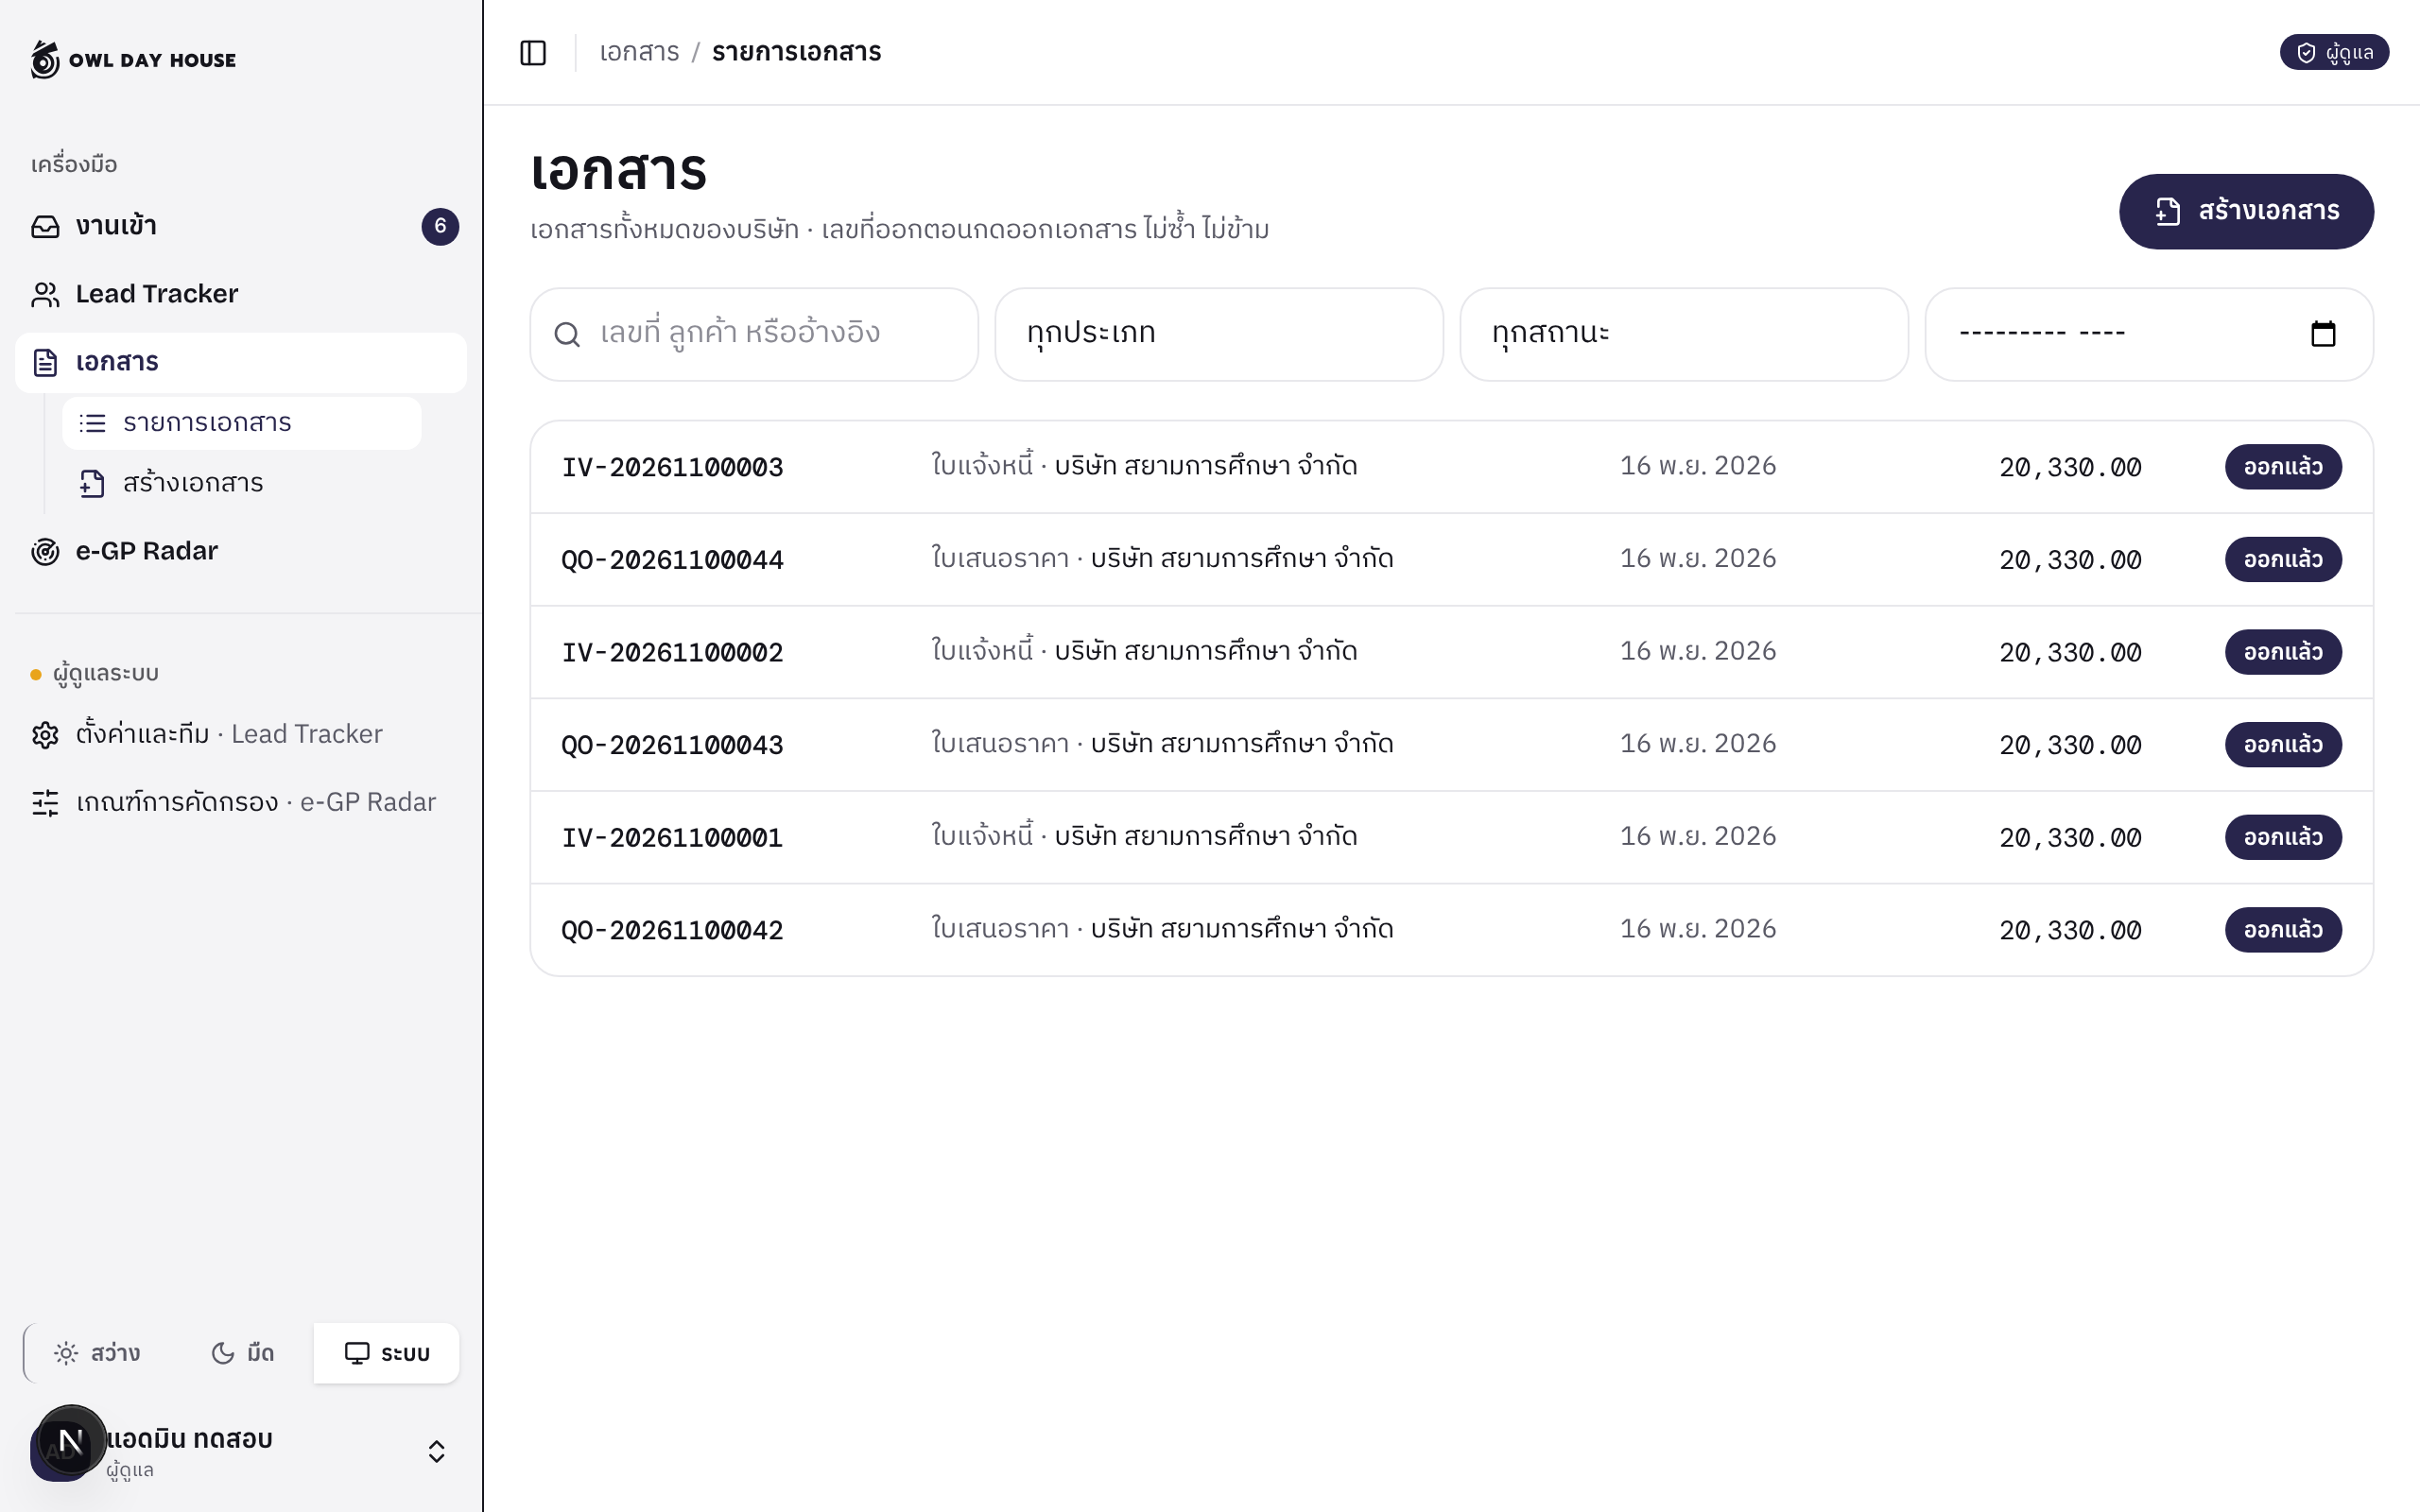 OWL DAY HOUSE
เครื่องมือ
งานเข้า 6
Lead Tracker
เอกสาร
รายการเอกสาร
สร้างเอกสาร
e-GP Radar
ผู้ดูแลระบบ
ตั้งค่าและทีม · Lead Tracker
เกณฑ์การคัดกรอง · e-GP Radar
สว่าง มืด ระบบ
N แอดมิน ทดสอบ
ผู้ดูแล
เอกสาร / รายการเอกสาร
ผู้ดูแล
เอกสาร
เอกสารทั้งหมดของบริษัท · เลขที่ออกตอนกดออกเอกสาร ไม่ซ้ำ ไม่ข้าม
สร้างเอกสาร
เลขที่ ลูกค้า หรืออ้างอิง ทุกประเภท ทุกสถานะ --------- ----
IV-20261100003 ใบแจ้งหนี้ · บริษัท สยามการศึกษา จำกัด 16 พ.ย. 2026 20,330.00 ออกแล้ว
QO-20261100044 ใบเสนอราคา · บริษัท สยามการศึกษา จำกัด 16 พ.ย. 2026 20,330.00 ออกแล้ว
IV-20261100002 ใบแจ้งหนี้ · บริษัท สยามการศึกษา จำกัด 16 พ.ย. 2026 20,330.00 ออกแล้ว
QO-20261100043 ใบเสนอราคา · บริษัท สยามการศึกษา จำกัด 16 พ.ย. 2026 20,330.00 ออกแล้ว
IV-20261100001 ใบแจ้งหนี้ · บริษัท สยามการศึกษา จำกัด 16 พ.ย. 2026 20,330.00 ออกแล้ว
QO-20261100042 ใบเสนอราคา · บริษัท สยามการศึกษา จำกัด 16 พ.ย. 2026 20,330.00 ออกแล้ว